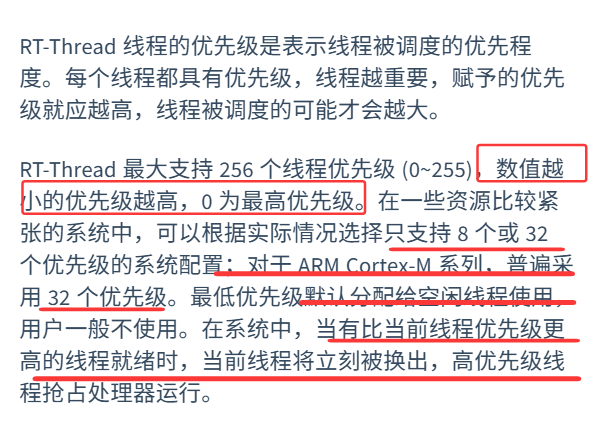 RT-Thread 线程的优先级是表示线程被调度的优先程
度。每个线程都具有优先级，线程越重要，赋予的优先
级就应越高，线程被调度的可能才会越大。
RT-Thread 最大支持 256 个线程优先级 (0~255)，数值越
小的优先级越高，0 为最高优先级。在一些资源比较紧
张的系统中，可以根据实际情况选择只支持 8 个或 32
个优先级的系统配置；对于 ARM Cortex-M 系列，普遍采
用 32 个优先级。最低优先级默认分配给空闲线程使用，
用户一般不使用。在系统中，当有比当前线程优先级更
高的线程就绪时，当前线程将立刻被换出，高优先级线
程抢占处理器运行。